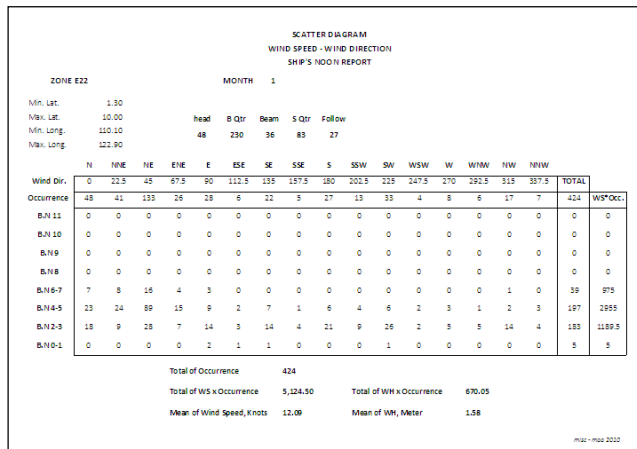 SCATTER DIAGRAM
WIND SPEED - WIND DIRECTION
SHIP'S NOON REPORT
ZONE E22 MONTH 1
Min. Lat. 1.30
Max. Lat. 10.00 head B Qtr Beam S Qtr Follow
Min. Long. 110.10 48 230 36 83 27
Max. Long. 122.90
N NNE NE ENE E ESE SE SSE S SSW SW WSW W WNW NW NNW
Wind Dir. 0 22.5 45 67.5 90 112.5 135 157.5 180 202.5 225 247.5 270 292.5 315 337.5 TOTAL
Occurrence 48 41 133 26 28 6 22 5 27 13 33 4 8 6 17 7 424 WS*Occ.
B.N 11 0 0 0 0 0 0 0 0 0 0 0 0 0 0 0 0 0 0
B.N 10 0 0 0 0 0 0 0 0 0 0 0 0 0 0 0 0 0 0
B.N 9 0 0 0 0 0 0 0 0 0 0 0 0 0 0 0 0 0 0
B.N 8 0 0 0 0 0 0 0 0 0 0 0 0 0 0 0 0 0 0
B.N 6-7 7 8 16 4 3 0 0 0 0 0 0 0 0 0 1 0 39 975
B.N 4-5 23 24 89 15 9 2 7 1 6 4 6 2 3 1 2 3 197 2955
B.N 2-3 18 9 28 7 14 3 14 4 21 9 26 2 5 5 14 4 183 1189.5
B.N 0-1 0 0 0 0 2 1 1 0 0 0 1 0 0 0 0 0 5 5
Total of Occurrence 424
Total of WS x Occurrence 5,124.50 Total of WH x Occurrence 670.05
Mean of Wind Speed, Knots 12.09 Mean of WH, Meter 1.58
misc - maa 2010